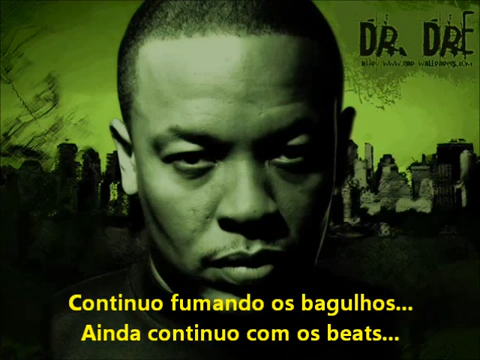 DR. DRE
Continuo fumando os bagulhos...
Ainda continuo com os beats...